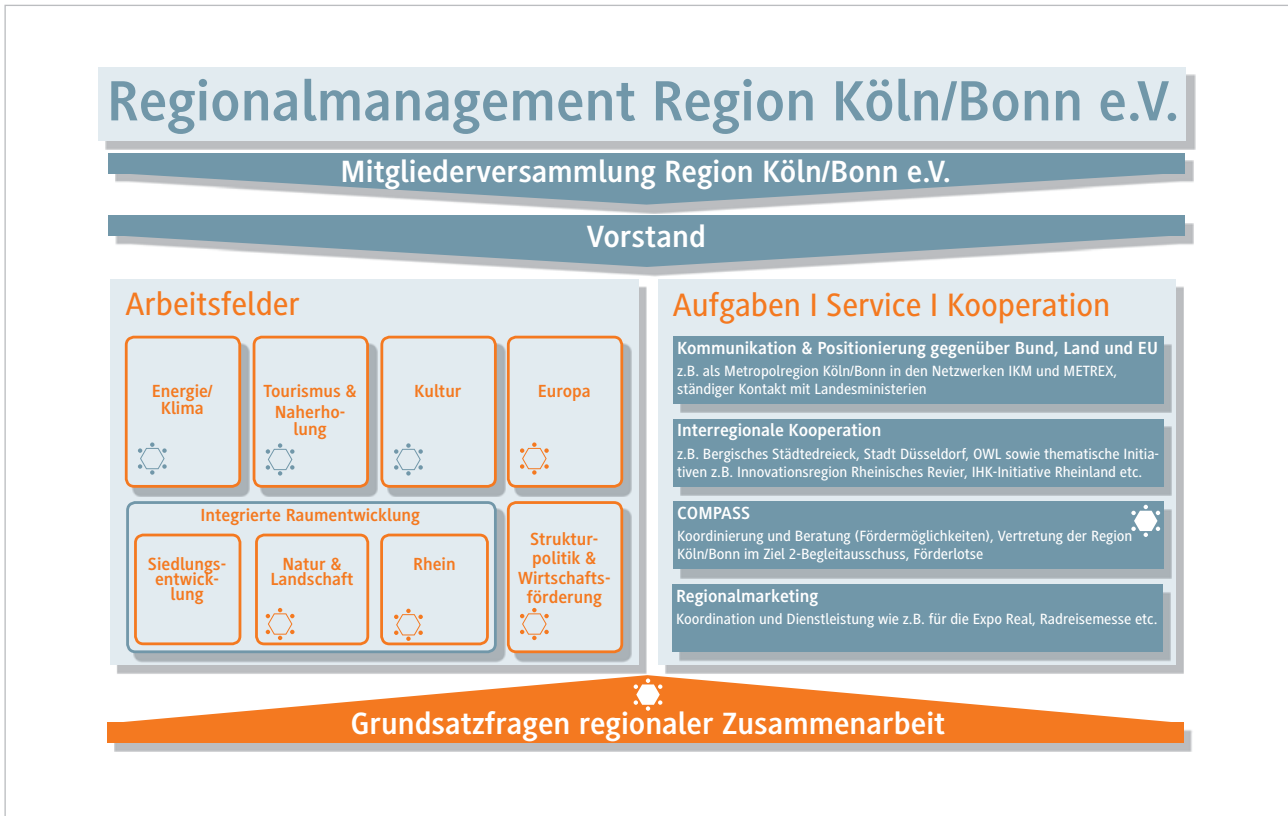 Regionalmanagement Region Köln/Bonn e.V.
Mitgliederversammlung Region Köln/Bonn e.V.
Vorstand
Arbeitsfelder
Energie/
Klima
Tourismus &
Naherho-
lung
Kultur
Europa
Integrierte Raumentwicklung
Siedlungs-
entwick-
lung
Natur &
Landschaft
Rhein
Struktur-
politik &
Wirtschafts-
förderung
Aufgaben I Service I Kooperation
Kommunikation & Positionierung gegenüber Bund, Land und EU
z.B. als Metropolregion Köln/Bonn in den Netzwerken IKM und METREX,
ständiger Kontakt mit Landesministerien
Interregionale Kooperation
z.B. Bergisches Städtedreieck, Stadt Düsseldorf, OWL sowie thematische Initia-
tiven z.B. Innovationsregion Rheinisches Revier, IHK-Initiative Rheinland etc.
COMPASS
Koordinierung und Beratung (Fördermöglichkeiten), Vertretung der Region
Köln/Bonn im Ziel 2-Begleitausschuss, Förderlotse
Regionalmarketing
Koordination und Dienstleistung wie z.B. für die Expo Real, Radreisemesse etc.
Grundsatzfragen regionaler Zusammenarbeit